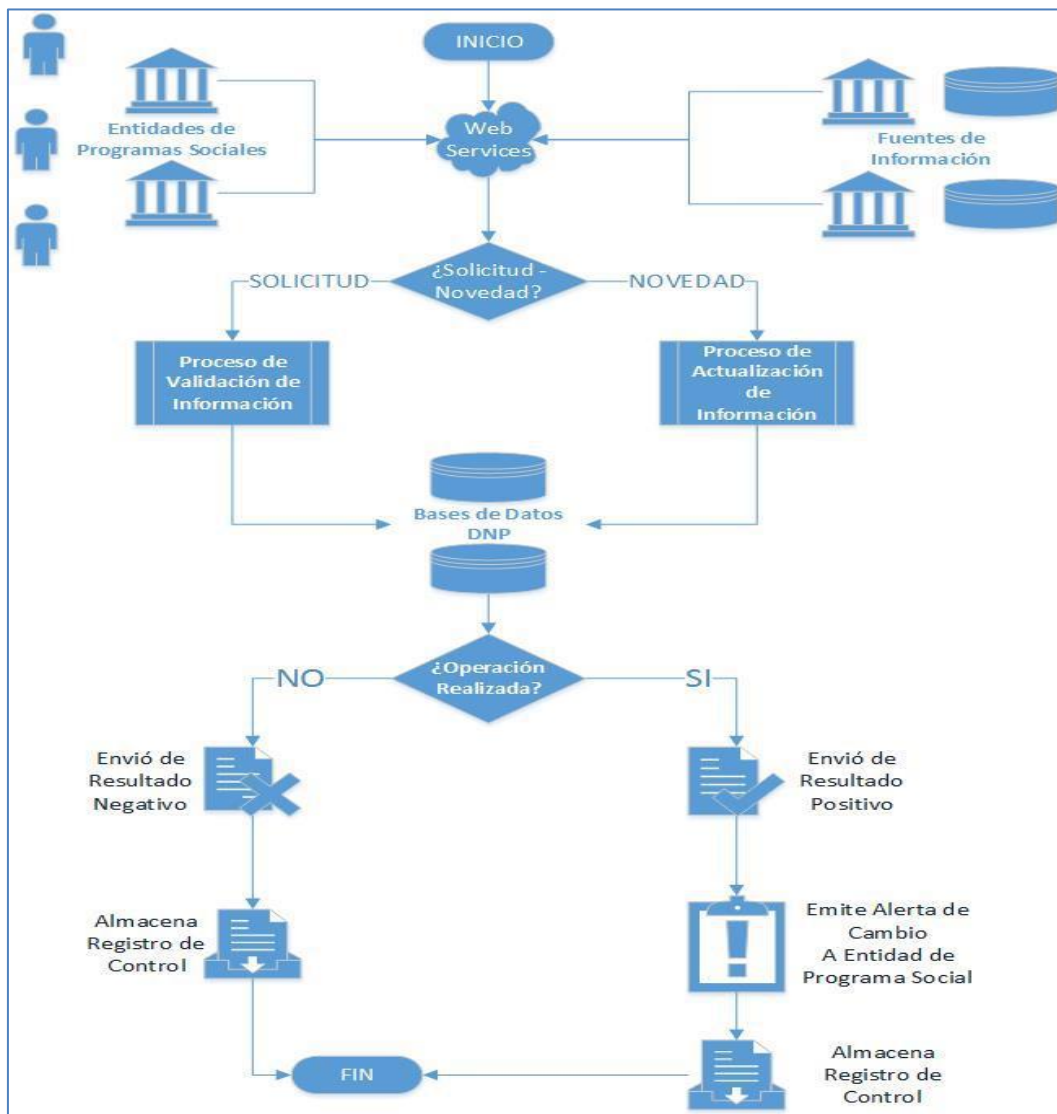 INICIO
Entidades de
Programas Sociales
Web
Services
Fuentes de
Información
¿Solicitud -
Novedad?
SOLICITUD
NOVEDAD
Proceso de
Validación de
Información
Proceso de
Actualización
de
Información
Bases de Datos
DNP
¿Operación
Realizada?
NO
SI
Envió de
Resultado
Negativo
Envió de
Resultado
Positivo
Almacena
Registro de
Control
Emite Alerta de
Cambio
A Entidad de
Programa Social
FIN
Almacena
Registro de
Control